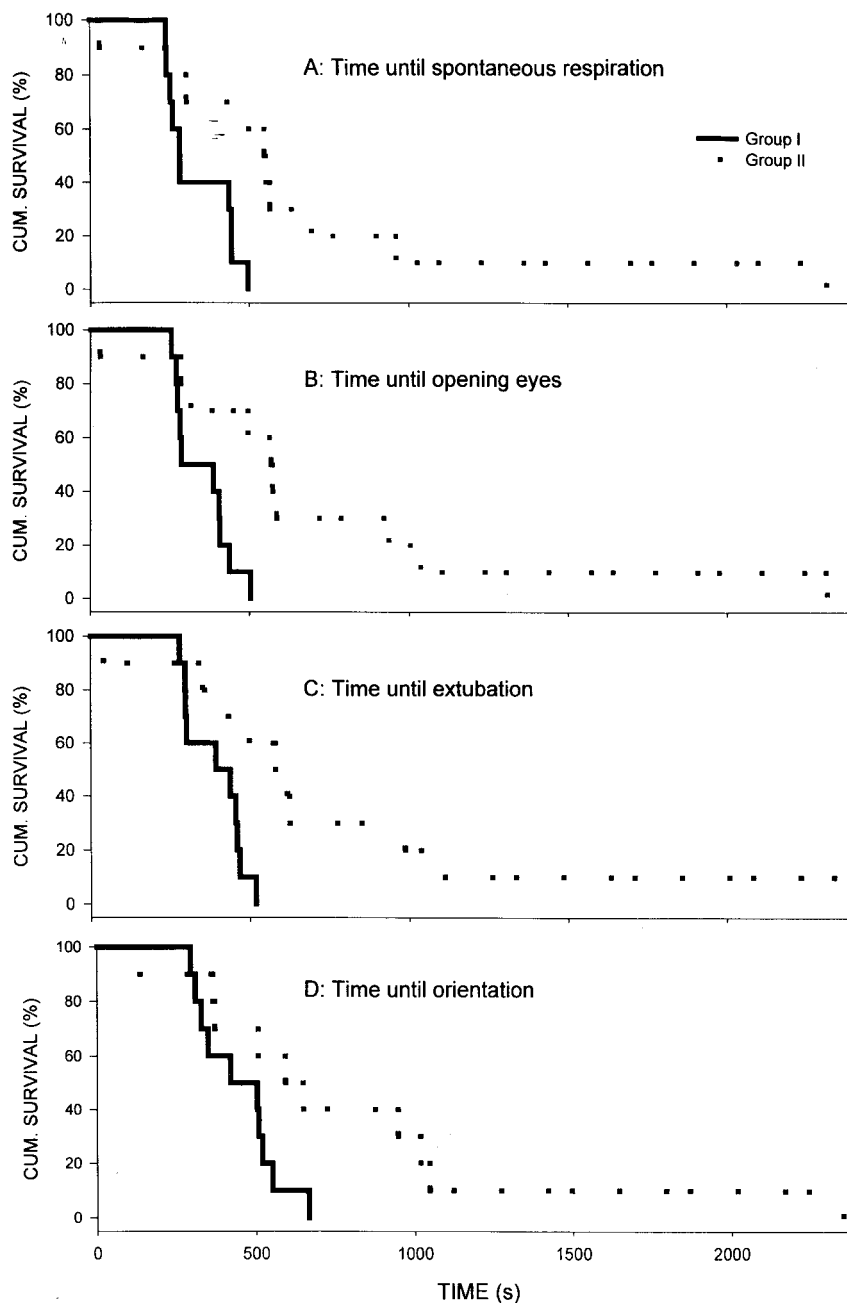 100
80
60
40
20
0
CUM. SURVIVAL (%)
A: Time until spontaneous respiration
Group I
Group II
100
80
60
40
20
0
CUM. SURVIVAL (%)
B: Time until opening eyes
100
80
60
40
20
0
CUM. SURVIVAL (%)
C: Time until extubation
100
80
60
40
20
0
CUM. SURVIVAL (%)
D: Time until orientation
0 500 1000 1500 2000
TIME (s)